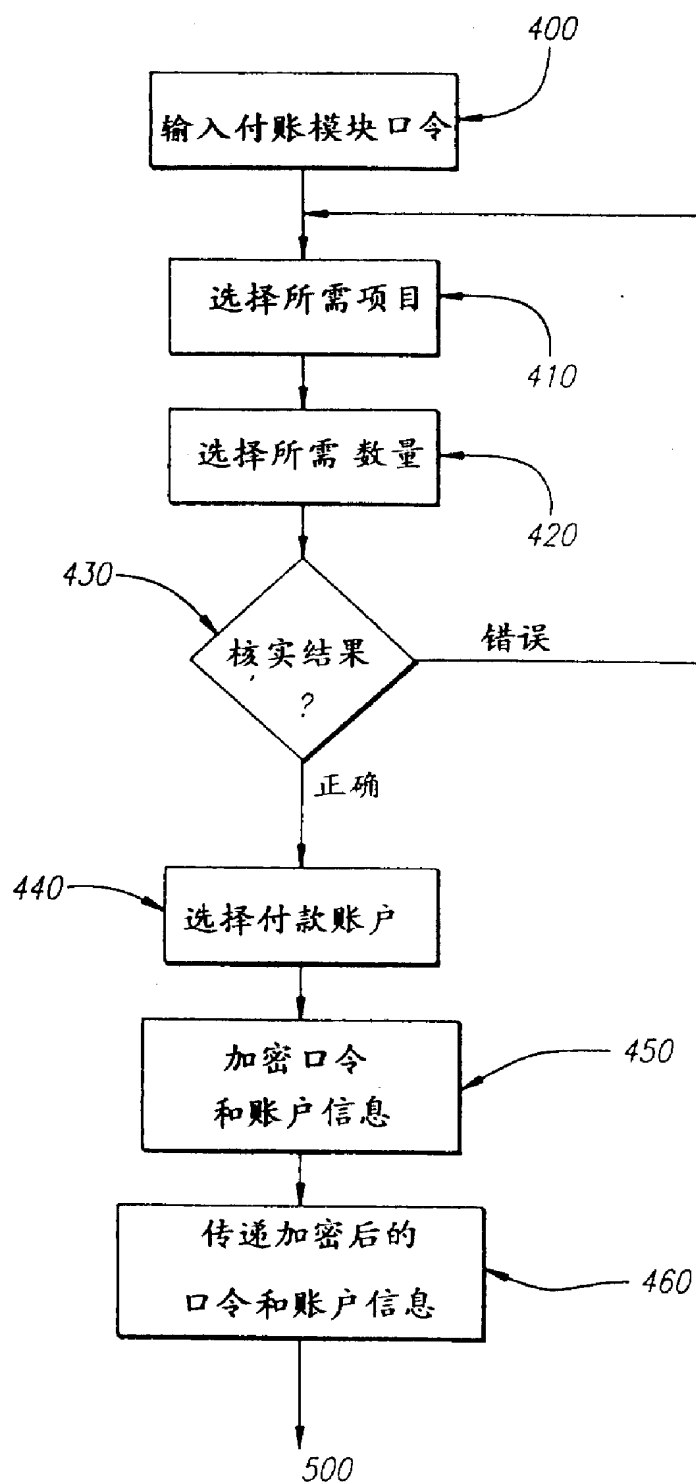 400
输入付账模块口令
选择所需项目
410
选择所需 数量
420
430
核实结果
?
错误
正确
440
选择付款账户
加密口令
和账户信息
450
传递加密后的
口令和账户信息
460
500